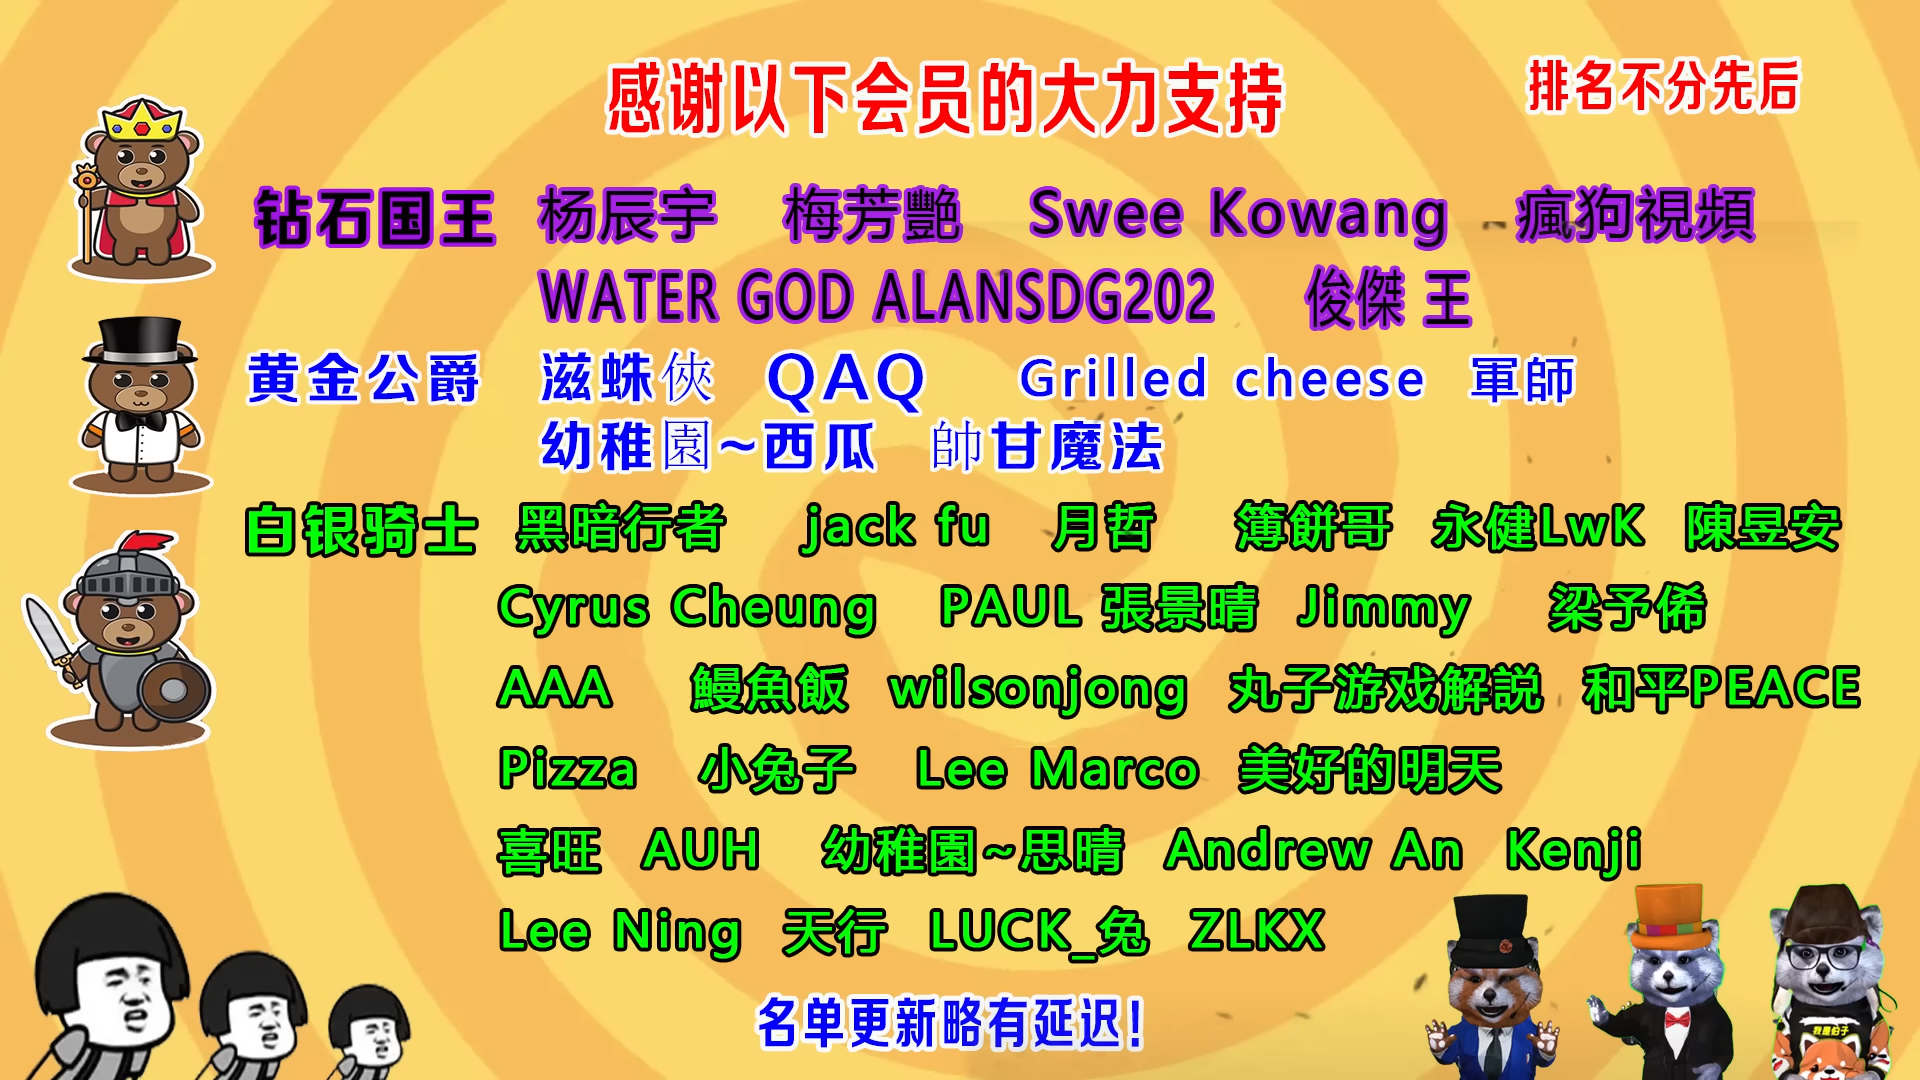 感谢以下会员的大力支持
排名不分先后
钻石国王 杨辰宇 梅芳艷 Swee Kowang 瘋狗視頻
WATER GOD ALANSDG202 俊傑 王
黄金公爵 滋蛛俠 QAQ Grilled cheese 軍師
幼稚園~西瓜 帥甘魔法
白银骑士 黑暗行者 jack fu 月哲 簿餅哥 永健LwK 陳昱安
Cyrus Cheung PAUL 張景晴 Jimmy 梁予俙
AAA 鰻魚飯 wilsonjong 丸子游戏解説 和平PEACE
Pizza 小兔子 Lee Marco 美好的明天
喜旺 AUH 幼稚園~思晴 Andrew An Kenji
Lee Ning 天行 LUCK_兔 ZLKX
名单更新略有延迟!